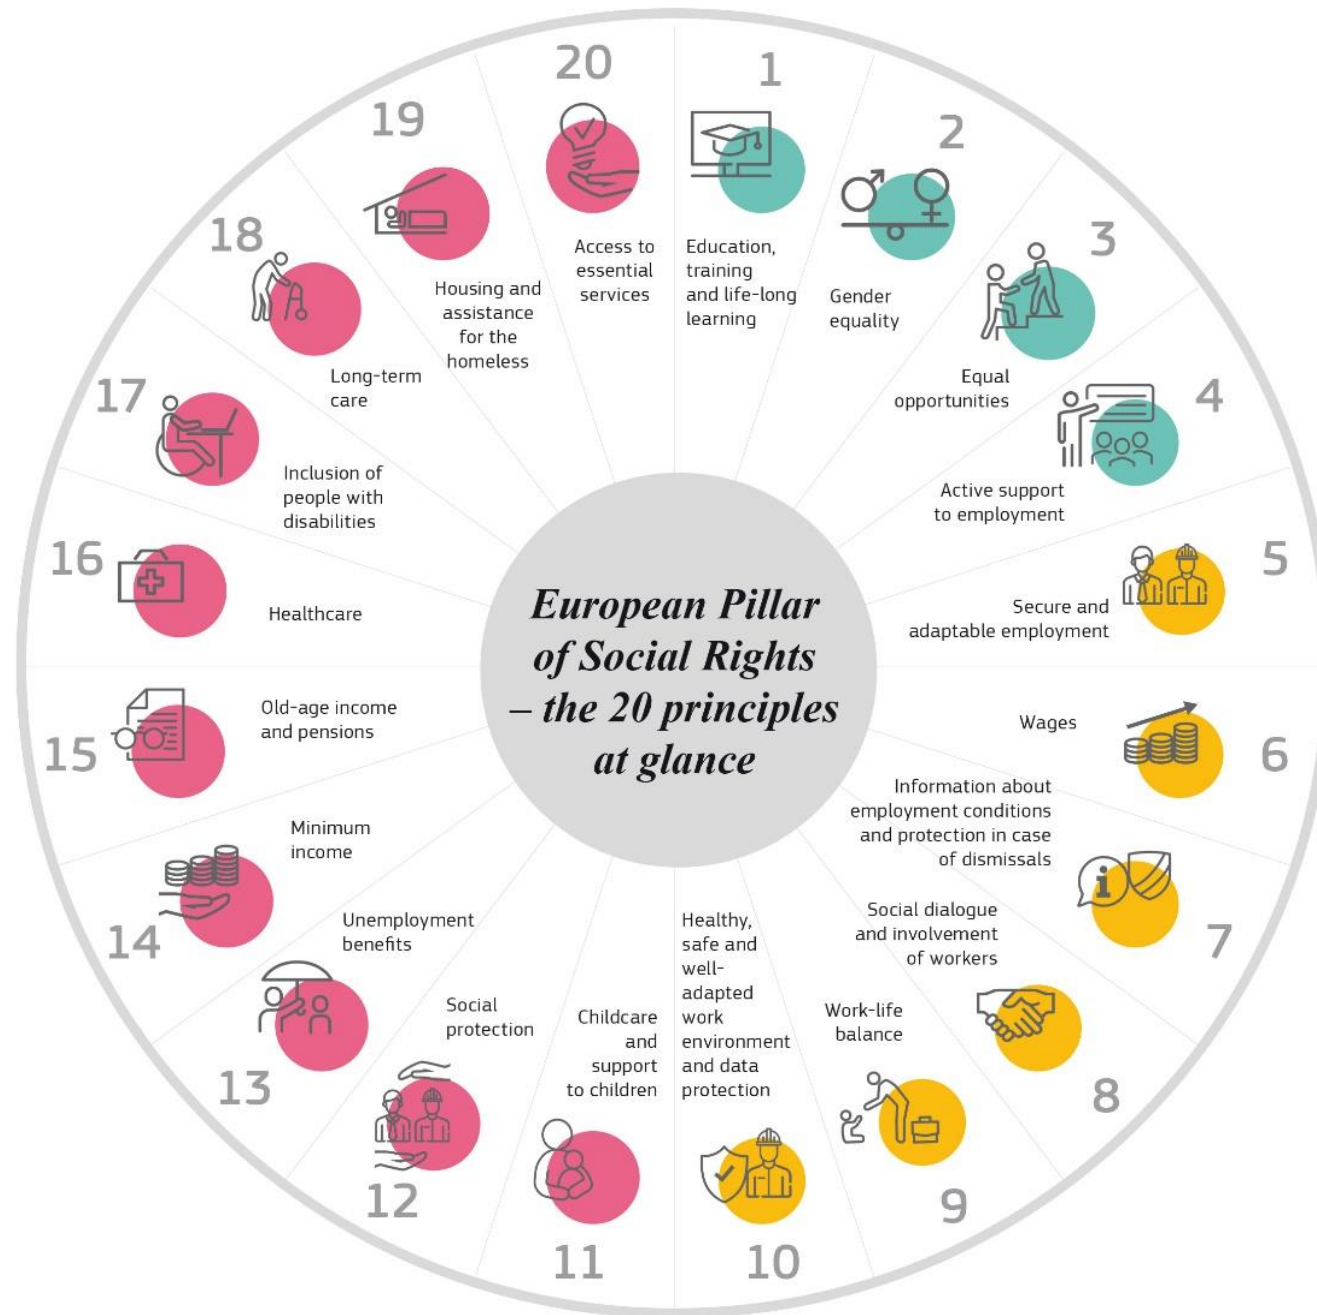 European Pillar
of Social Rights
– the 20 principles
at glance
1
Education,
training
and life-long
learning
2
Gender
equality
3
Equal
opportunities
4
Active support
to employment
5
Secure and
adaptable employment
6
Wages
7
Information about
employment conditions
and protection in case
of dismissals
i
8
Social dialogue
and involvement
of workers
9
Work-life
balance
10
Healthy,
safe and
well-
adapted
work
environment
and data
protection
11
Childcare
and
support
to children
12
Social
protection
13
Unemployment
benefits
14
Minimum
income
15
Old-age income
and pensions
16
Healthcare
17
Inclusion of
people with
disabilities
18
Long-term
care
19
Housing and
assistance
for the
homeless
20
Access to
essential
services